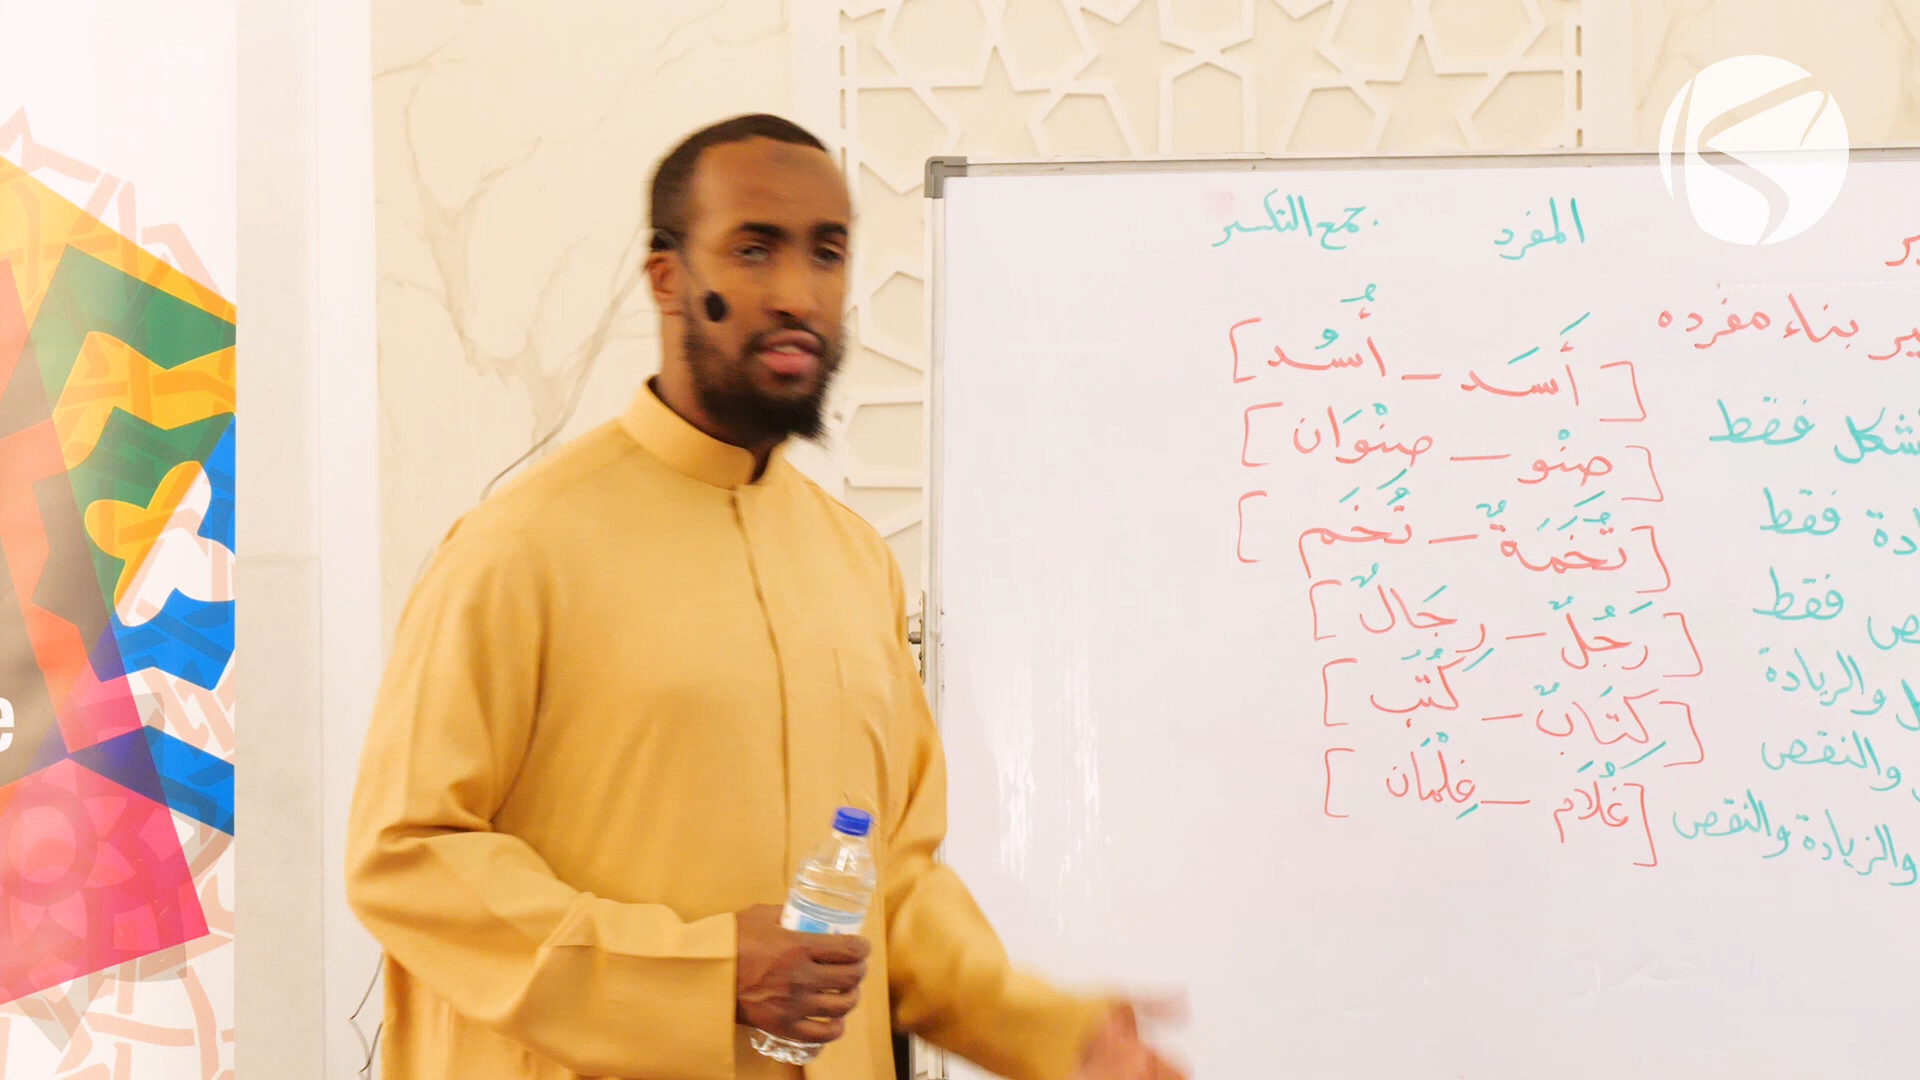 المفرد جمع التكسير
ير بناء مفرده
[أَسَد – أُسُد]
شكل فقط
[صِنْو – صِنْوَان]
دة فقط
[تُخَمَةٌ – تُخَم]
ص فقط
[رَجُلٌ – رِجَالٌ]
ل والزيادة
[كِتَابٌ – كُتُب]
والنقص
[غُلَام – غِلْمَان]
والزيادة والنقص
e